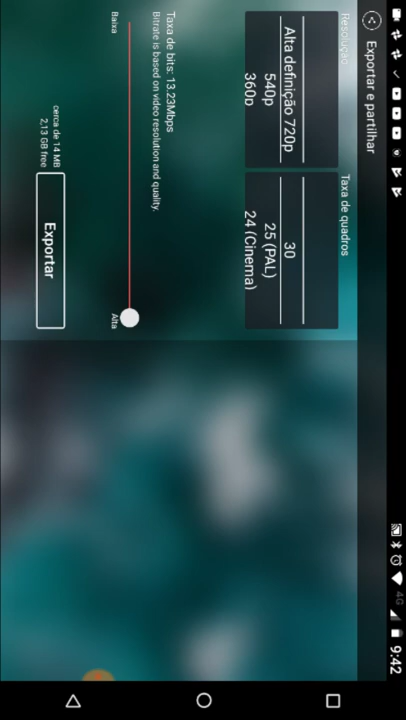 4G 9:42
Exportar e partilhar
Resolução
Taxa de quadros
Alta definição 720p
540p
360p
30
25 (PAL)
24 (Cinema)
Taxa de bits: 13.23Mbps
Bitrate is based on video resolution and quality.
Baixa
Alta
cerca de 14 MB
2,13 GB free
Exportar